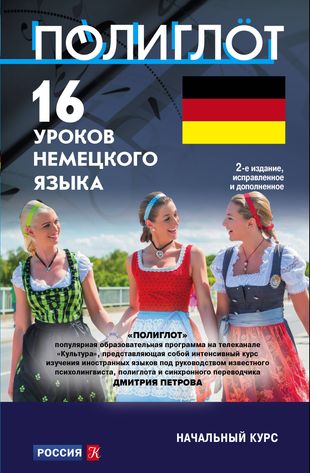 ПОЛИГЛОТ
16
УРОКОВ
НЕМЕЦКОГО
ЯЗЫКА
2-е издание,
исправленное
и дополненное
«ПОЛИГЛОТ»
популярная образовательная программа на телеканале
«Культура», представляющая собой интенсивный курс
изучения иностранных языков под руководством известного
психолингвиста, полиглота и синхронного переводчика
ДМИТРИЯ ПЕТРОВА
НАЧАЛЬНЫЙ КУРС
РОССИЯ К